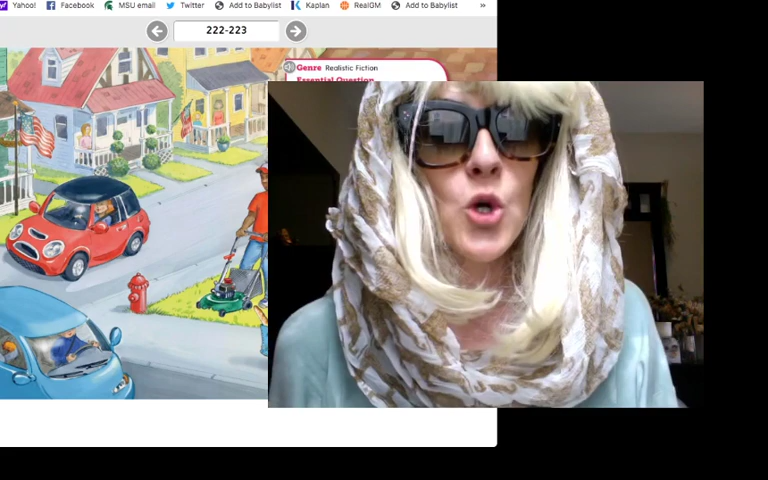 Yahoo! Facebook MSU email Twitter Add to Babylist Kaplan RealGM Add to Babylist »
222-223
Genre Realistic Fiction
Essential Question